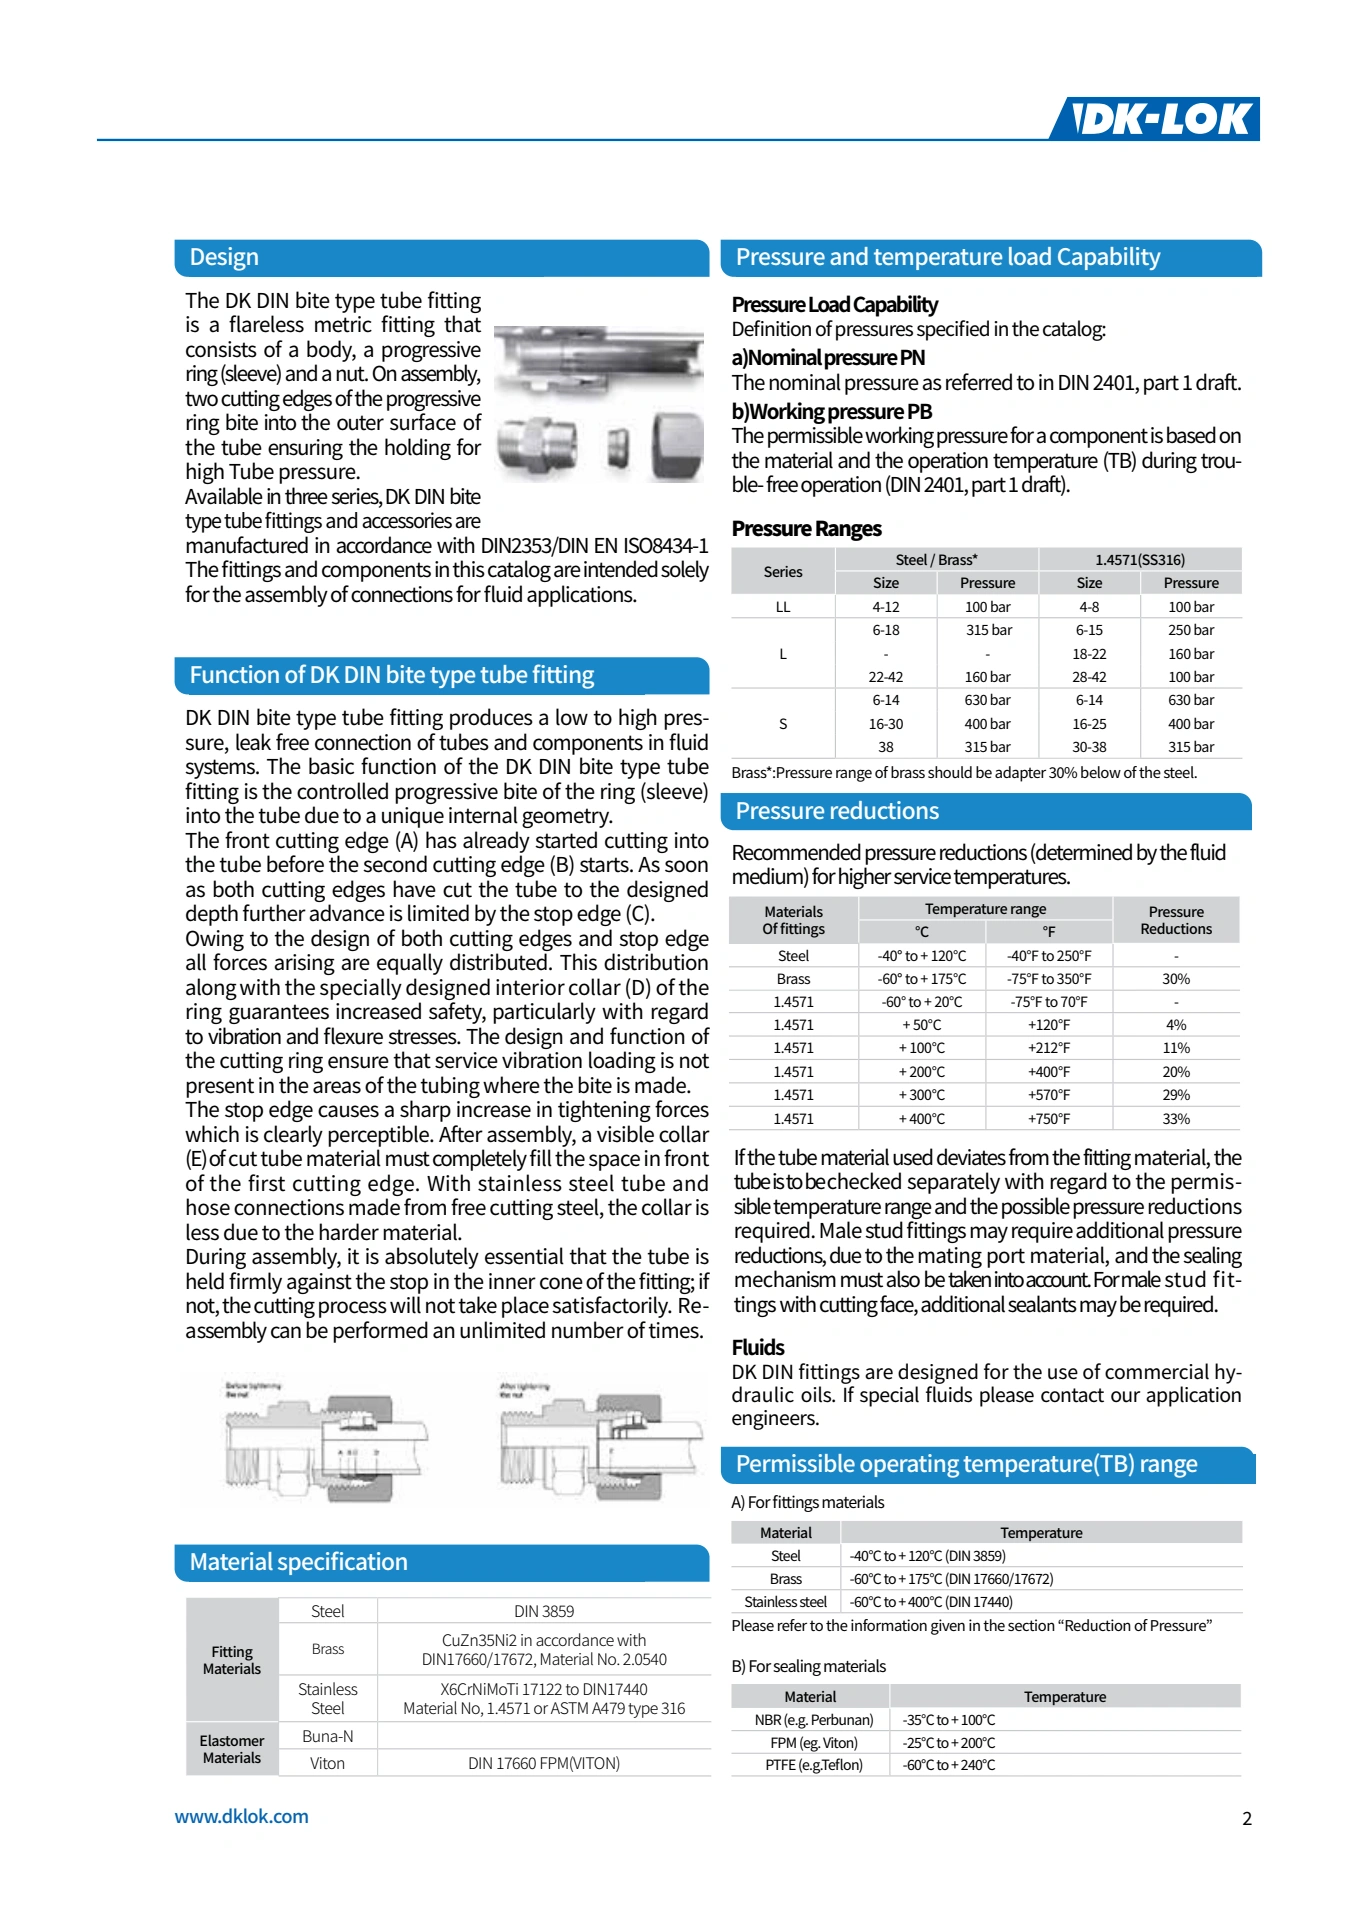 DK-LOK
Design
The DK DIN bite type tube fitting
is a flareless metric fitting that
consists of a body, a progressive
ring (sleeve) and a nut. On assembly,
two cutting edges of the progressive
ring bite into the outer surface of
the tube ensuring the holding for
high Tube pressure.
Available in three series, DK DIN bite
type tube fittings and accessories are
manufactured in accordance with DIN2353/DIN EN ISO8434-1
The fittings and components in this catalog are intended solely
for the assembly of connections for fluid applications.
Function of DK DIN bite type tube fitting
DK DIN bite type tube fitting produces a low to high pres-
sure, leak free connection of tubes and components in fluid
systems. The basic function of the DK DIN bite type tube
fitting is the controlled progressive bite of the ring (sleeve)
into the tube due to a unique internal geometry.
The front cutting edge (A) has already started cutting into
the tube before the second cutting edge (B) starts. As soon
as both cutting edges have cut the tube to the designed
depth further advance is limited by the stop edge (C).
Owing to the design of both cutting edges and stop edge
all forces arising are equally distributed. This distribution
along with the specially designed interior collar (D) of the
ring guarantees increased safety, particularly with regard
to vibration and flexure stresses. The design and function of
the cutting ring ensure that service vibration loading is not
present in the areas of the tubing where the bite is made.
The stop edge causes a sharp increase in tightening forces
which is clearly perceptible. After assembly, a visible collar
(E) of cut tube material must completely fill the space in front
of the first cutting edge. With stainless steel tube and
hose connections made from free cutting steel, the collar is
less due to the harder material.
During assembly, it is absolutely essential that the tube is
held firmly against the stop in the inner cone of the fitting; if
not, the cutting process will not take place satisfactorily. Re-
assembly can be performed an unlimited number of times.
Before tightening
the nut
After tightening
the nut
Material specification
Fitting Materials Steel DIN 3859
Brass CuZn35Ni2 in accordance with
DIN17660/17672, Material No. 2.0540
Stainless Steel X6CrNiMoTi 17122 to DIN17440
Material No, 1.4571 or ASTM A479 type 316
Elastomer Materials Buna-N
Viton DIN 17660 FPM(VITON)
Pressure and temperature load Capability
Pressure Load Capability
Definition of pressures specified in the catalog:
a)Nominal pressure PN
The nominal pressure as referred to in DIN 2401, part 1 draft.
b)Working pressure PB
The permissible working pressure for a component is based on
the material and the operation temperature (TB) during trou-
ble- free operation (DIN 2401, part 1 draft).
Pressure Ranges
Series Steel / Brass* 1.4571(SS316)
Size Pressure Size Pressure
LL 4-12 100 bar 4-8 100 bar
6-18 315 bar 6-15 250 bar
L - - 18-22 160 bar
22-42 160 bar 28-42 100 bar
6-14 630 bar 6-14 630 bar
S 16-30 400 bar 16-25 400 bar
38 315 bar 30-38 315 bar
Brass*:Pressure range of brass should be adapter 30% below of the steel.
Pressure reductions
Recommended pressure reductions (determined by the fluid
medium) for higher service temperatures.
Materials Of fittings Temperature range Pressure Reductions
°C °F
Steel -40° to + 120°C -40°F to 250°F -
Brass -60° to + 175°C -75°F to 350°F 30%
1.4571 -60° to + 20°C -75°F to 70°F -
1.4571 + 50°C +120°F 4%
1.4571 + 100°C +212°F 11%
1.4571 + 200°C +400°F 20%
1.4571 + 300°C +570°F 29%
1.4571 + 400°C +750°F 33%
If the tube material used deviates from the fitting material, the
tube is to be checked separately with regard to the permis-
sible temperature range and the possible pressure reductions
required. Male stud fittings may require additional pressure
reductions, due to the mating port material, and the sealing
mechanism must also be taken into account. For male stud fit-
tings with cutting face, additional sealants may be required.
Fluids
DK DIN fittings are designed for the use of commercial hy-
draulic oils. If special fluids please contact our application
engineers.
Permissible operating temperature(TB) range
A) For fittings materials
Material Temperature
Steel -40°C to + 120°C (DIN 3859)
Brass -60°C to + 175°C (DIN 17660/17672)
Stainless steel -60°C to + 400°C (DIN 17440)
Please refer to the information given in the section “Reduction of Pressure”
B) For sealing materials
Material Temperature
NBR (e.g. Perbunan) -35°C to + 100°C
FPM (eg. Viton) -25°C to + 200°C
PTFE (e.g.Teflon) -60°C to + 240°C
www.dklok.com
2